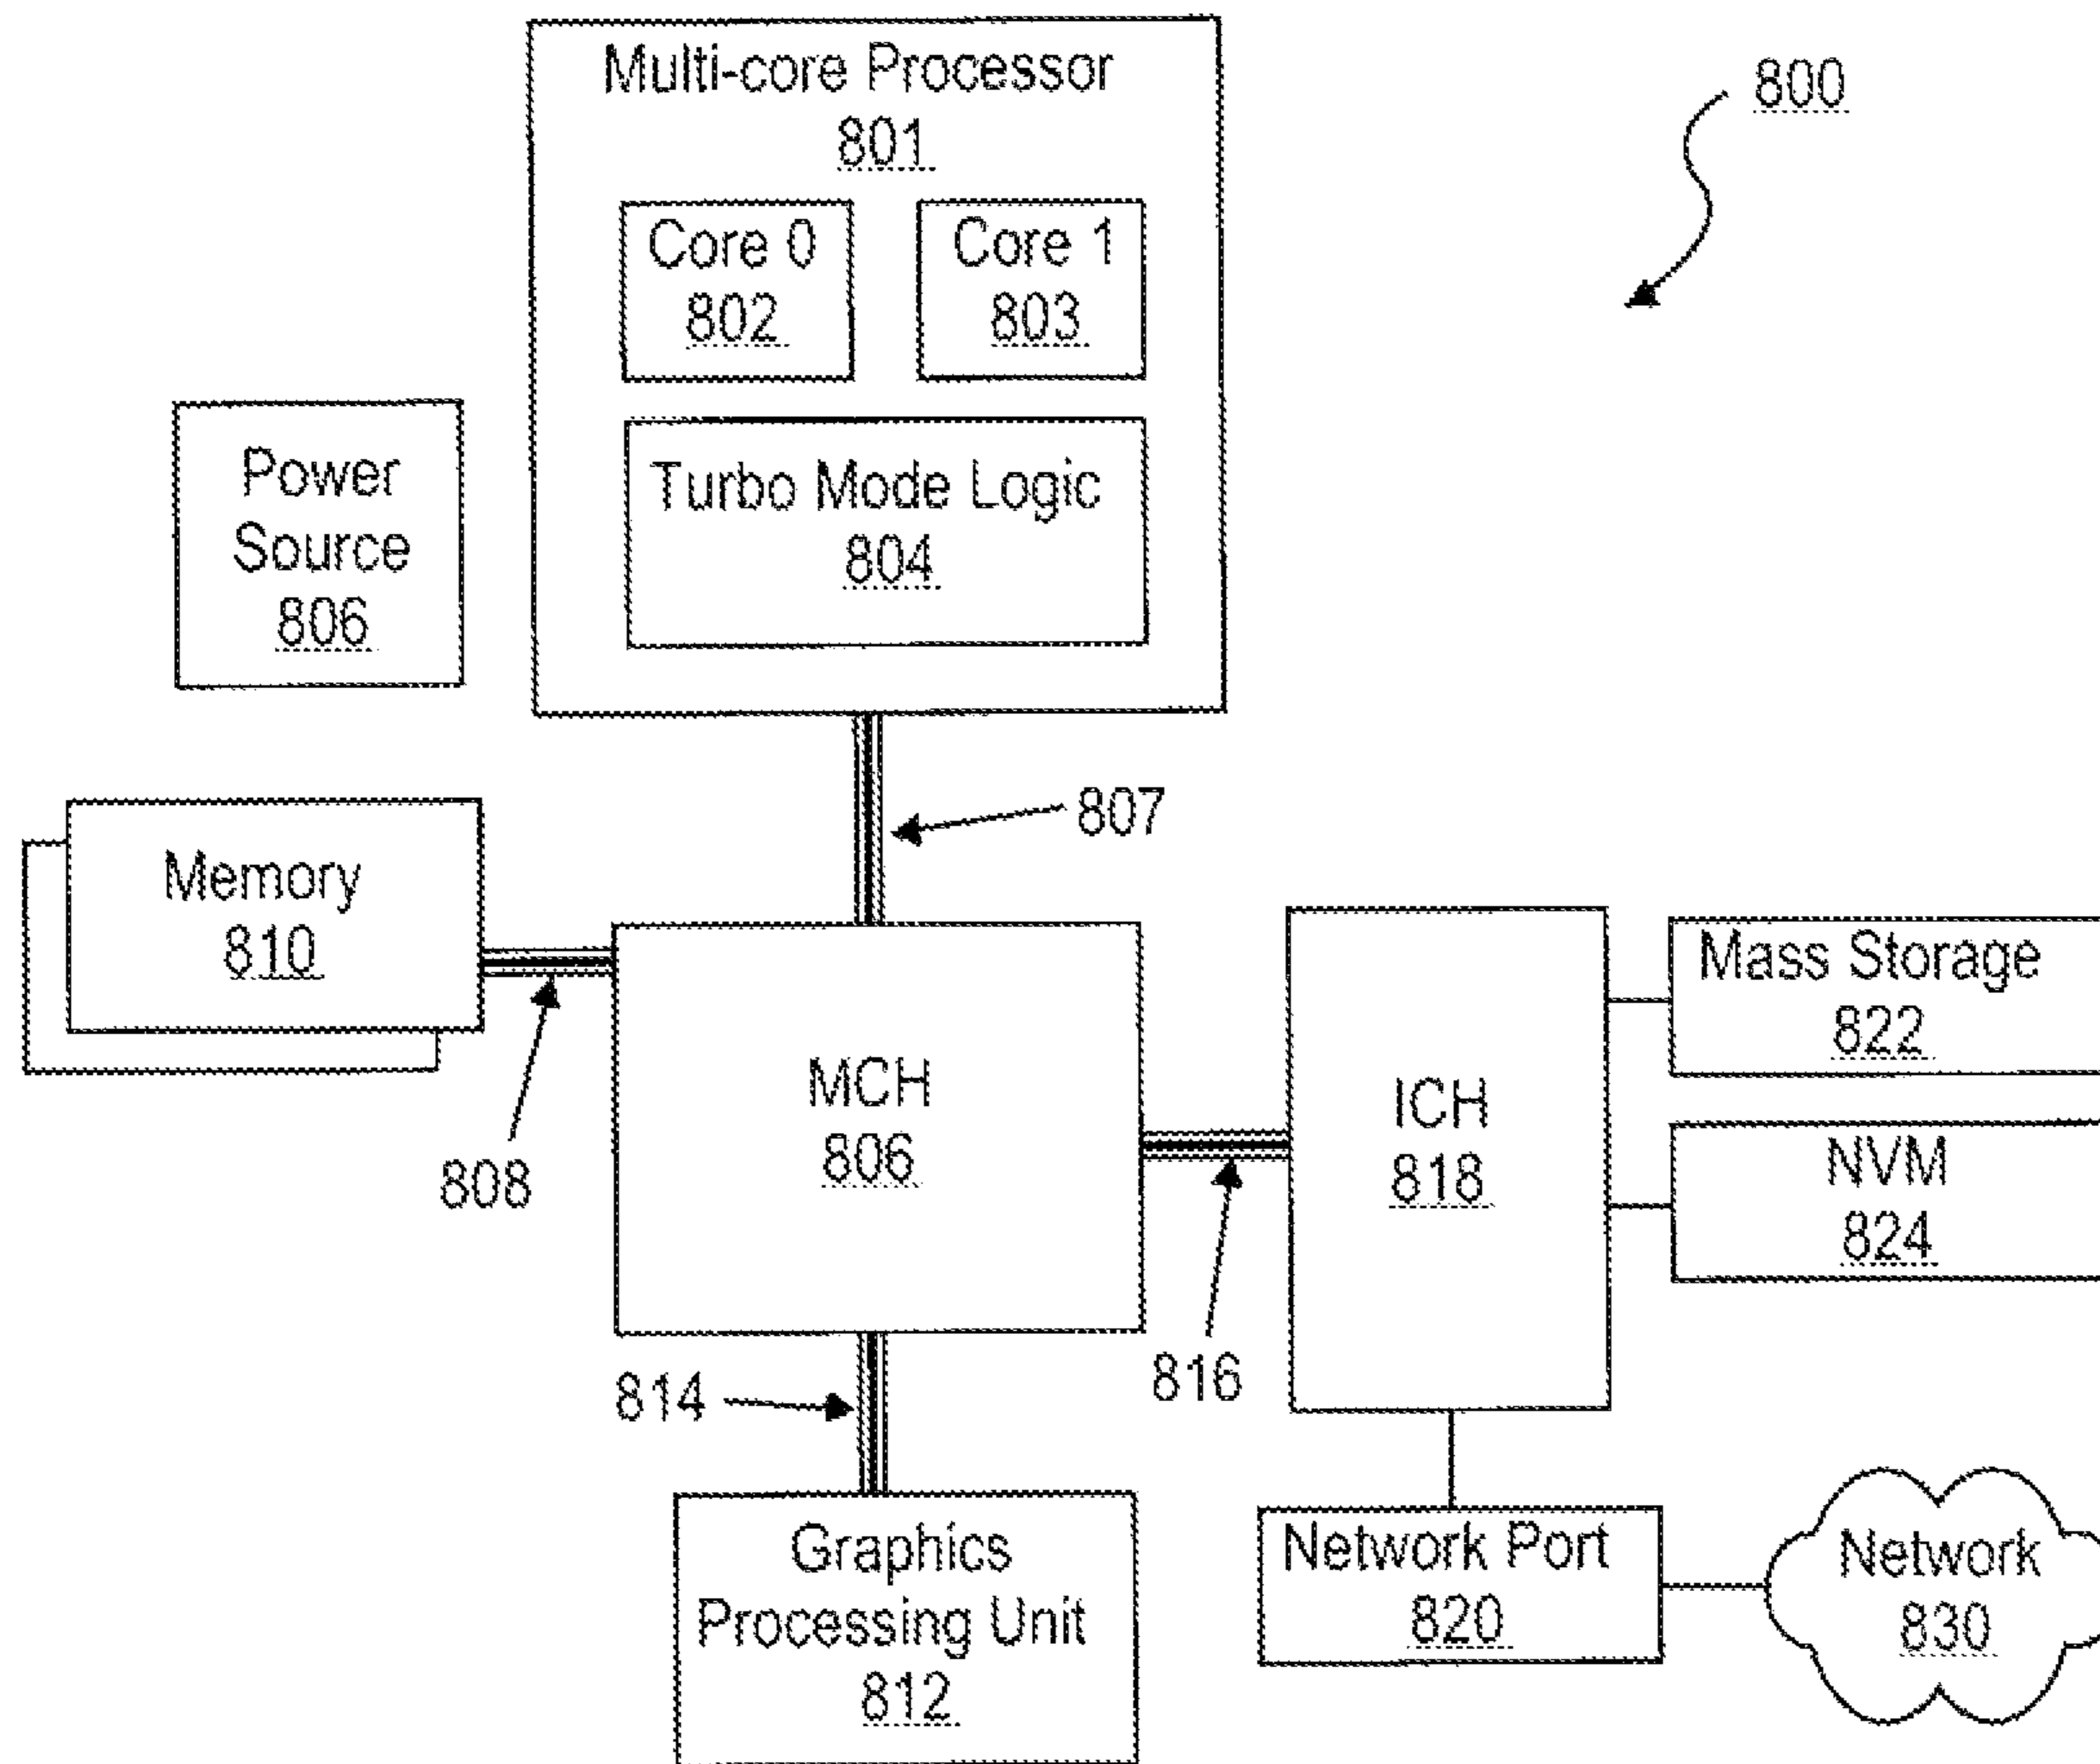 Multi-core Processor
801
800
Core 0
802
Core 1
803
Turbo Mode Logic
804
Power
Source
806
807
Memory
810
808
MCH
806
ICH
818
Mass Storage
822
NVM
824
816
814
Graphics
Processing Unit
812
Network Port
820
Network
830